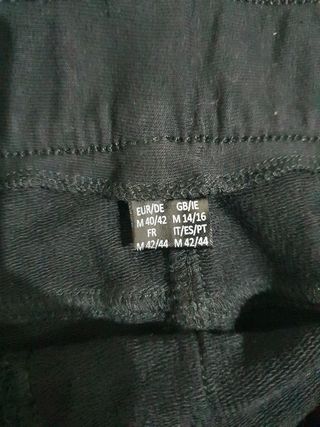 EUR/DE GB/IE
M 40/42 M 14/16
FR IT/ES/PT
M 42/44 M 42/44